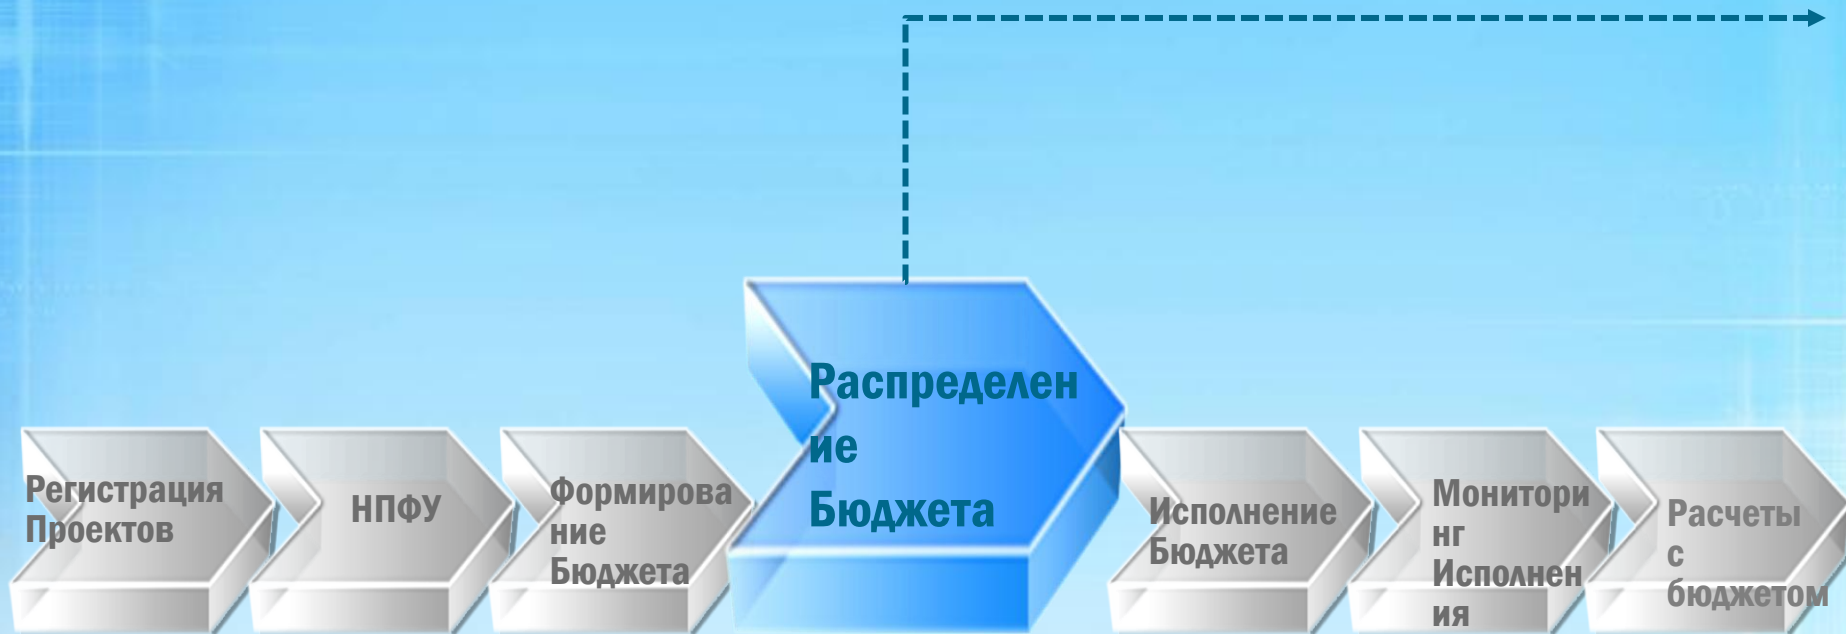 Регистрация
Проектов
НПФУ
Формирова
ние
Бюджета
Распределен
ие
Бюджета
Исполнение
Бюджета
Монитори
нг
Исполнен
ия
Расчеты
с
бюджетом